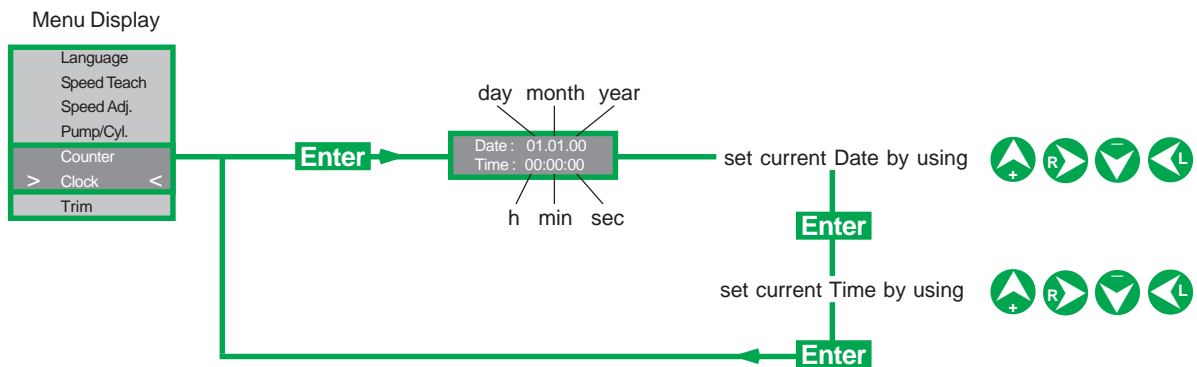 Menu Display
Language
Speed Teach
Speed Adj.
Pump/Cyl.
Counter
> Clock <
Trim
Enter
day month year
Date : 01.01.00
Time : 00:00:00
h min sec
set current Date by using + R – L
Enter
set current Time by using + R – L
Enter